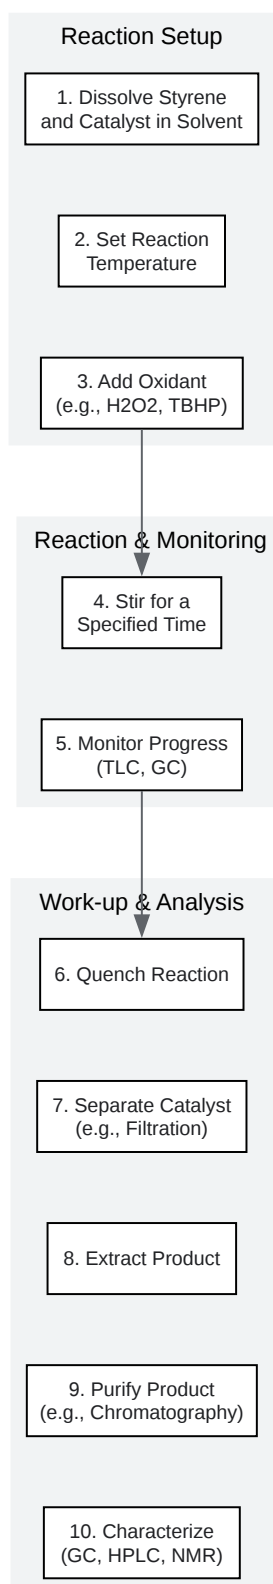 Reaction Setup
1. Dissolve Styrene
and Catalyst in Solvent
2. Set Reaction
Temperature
3. Add Oxidant
(e.g., H2O2, TBHP)
Reaction & Monitoring
4. Stir for a
Specified Time
5. Monitor Progress
(TLC, GC)
Work-up & Analysis
6. Quench Reaction
7. Separate Catalyst
(e.g., Filtration)
8. Extract Product
9. Purify Product
(e.g., Chromatography)
10. Characterize
(GC, HPLC, NMR)